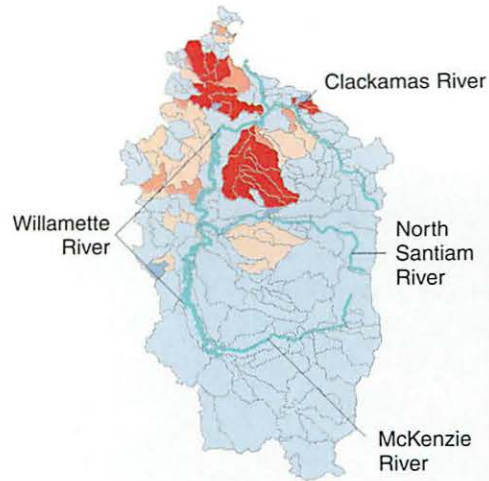 Clackamas River
Willamette
River
North
Santiam
River
McKenzie
River